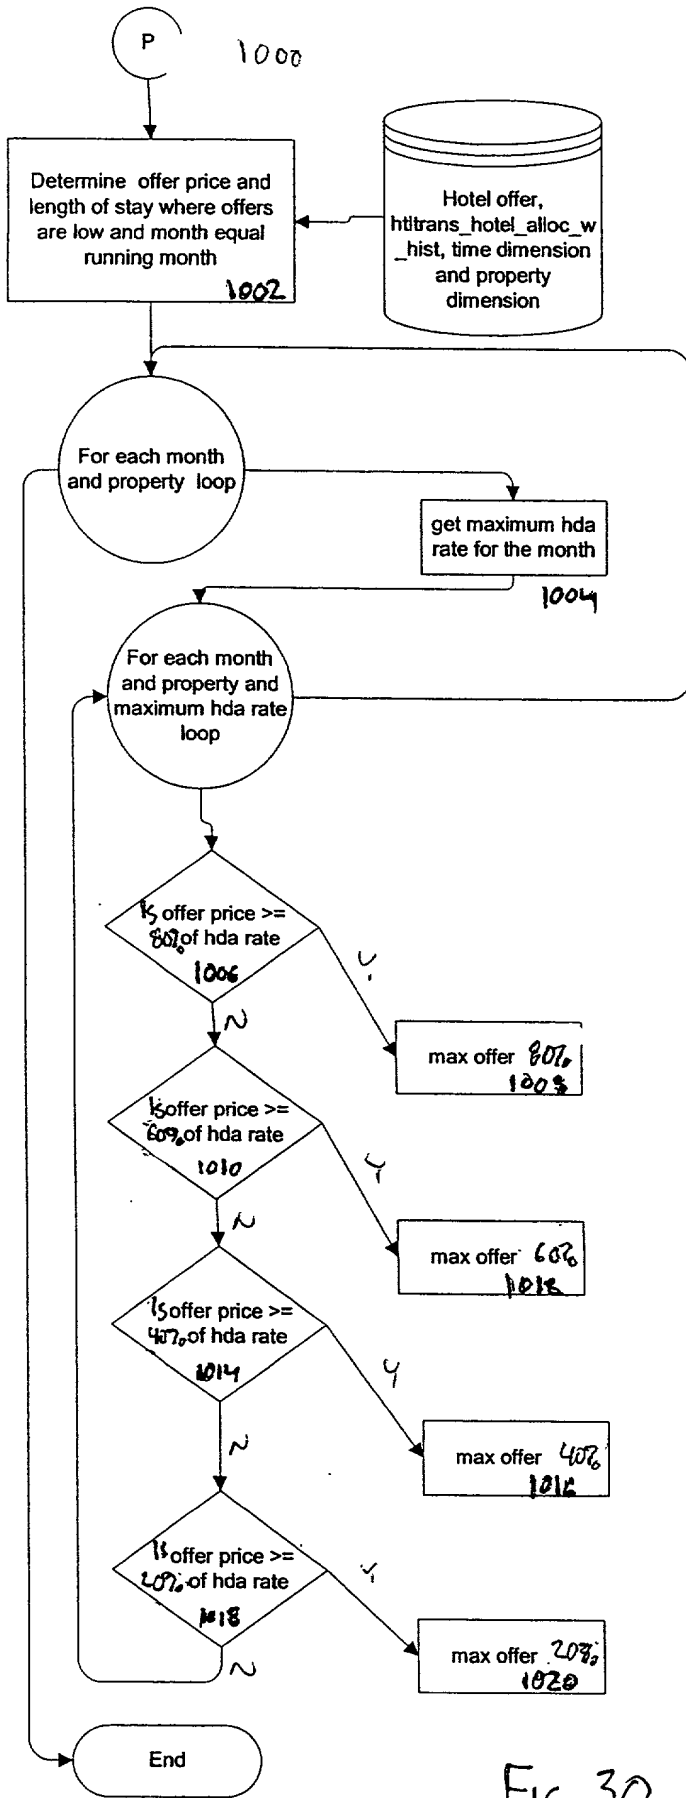 P
1000
Determine offer price and
length of stay where offers
are low and month equal
running month
1002
Hotel offer,
htltrans_hotel_alloc_w
_hist, time dimension
and property
dimension
For each month
and property loop
get maximum hda
rate for the month
1004
For each month
and property and
maximum hda rate
loop
Is offer price >=
80% of hda rate
1006
Y
N
max offer 80%
1008
Is offer price >=
60% of hda rate
1010
Y
N
max offer 60%
1018
Is offer price >=
40% of hda rate
1014
Y
N
max offer 40%
1016
Is offer price >=
20% of hda rate
1018
Y
N
max offer 20%
1020
End
Fig 30